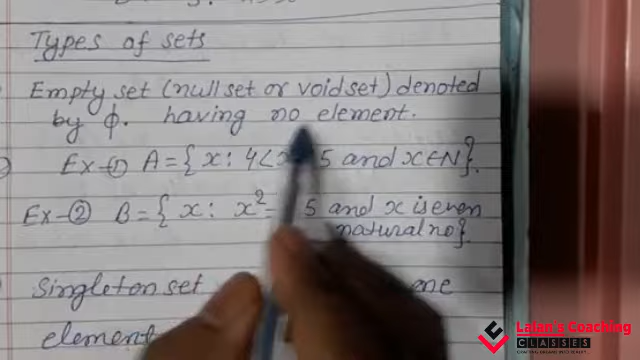 Types of sets
Empty set (null set or void set) denoted
by ϕ. having no element.
Ex-① A = { x : 4 < x 5 and x ∈ N}.
Ex-② B = { x : x² = 5 and x is even
natural no}.
Singleton set one
element
Lalan's Coaching
CLASSES